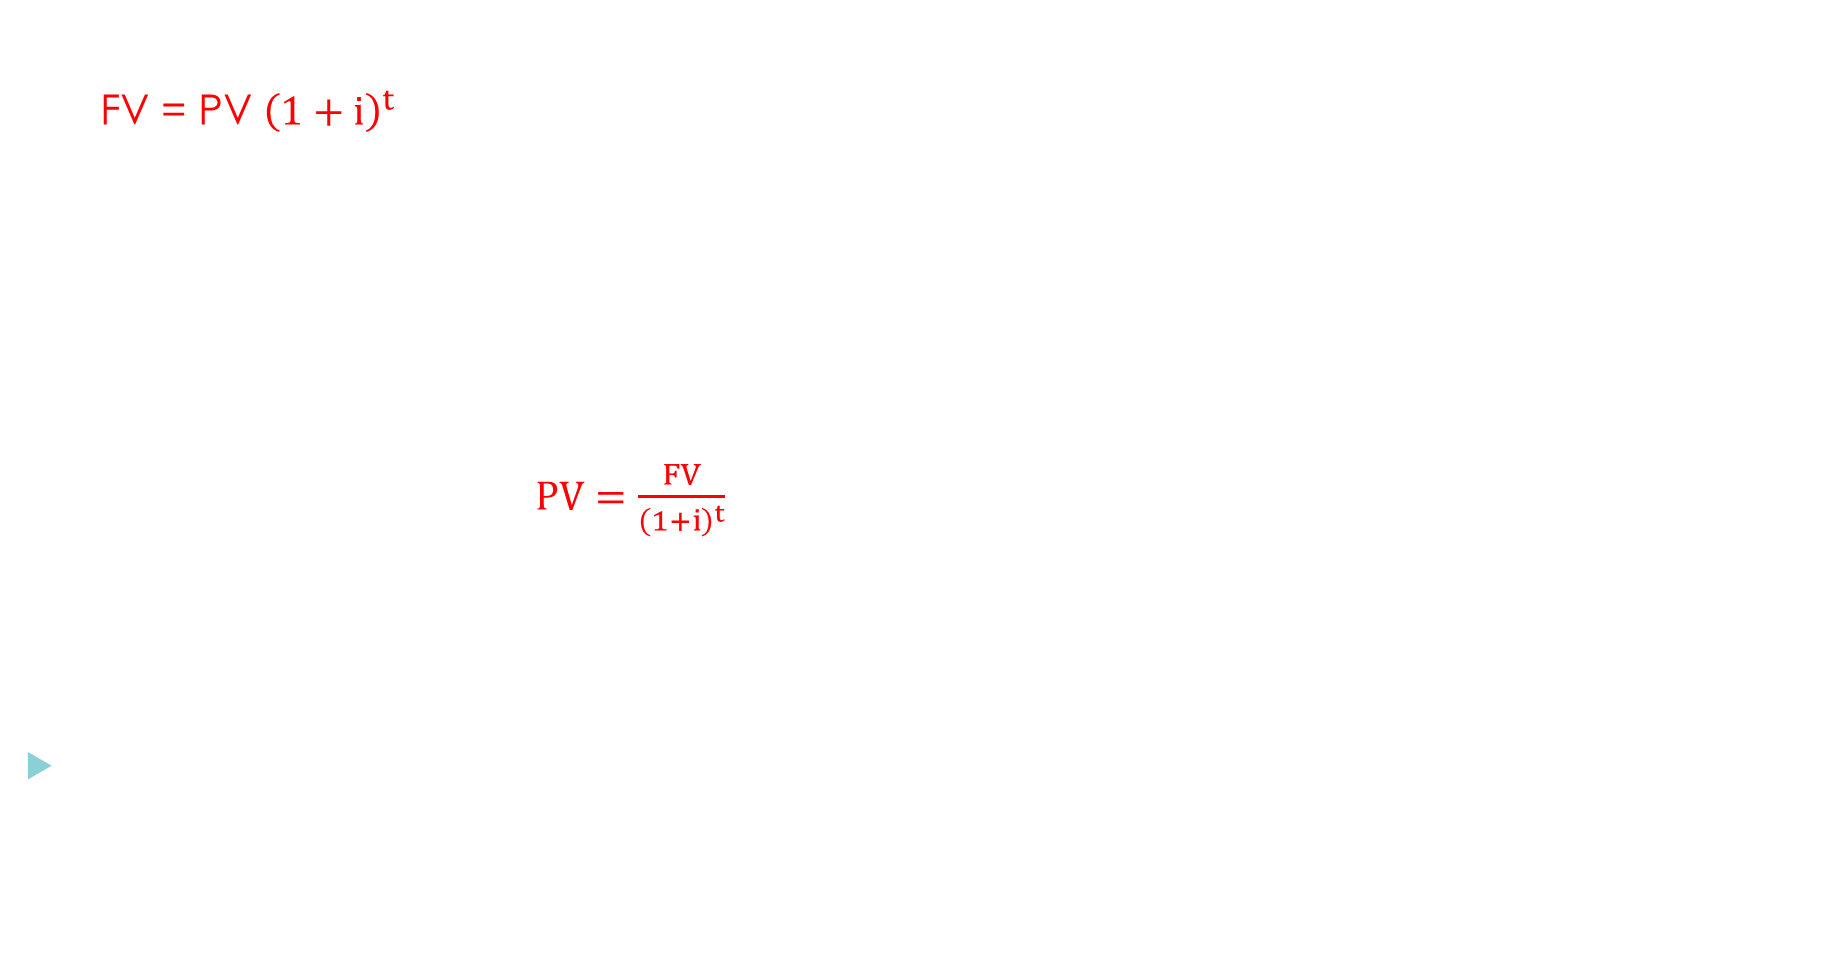 FV = PV (1 + i)^t
PV = FV/(1+i)^t